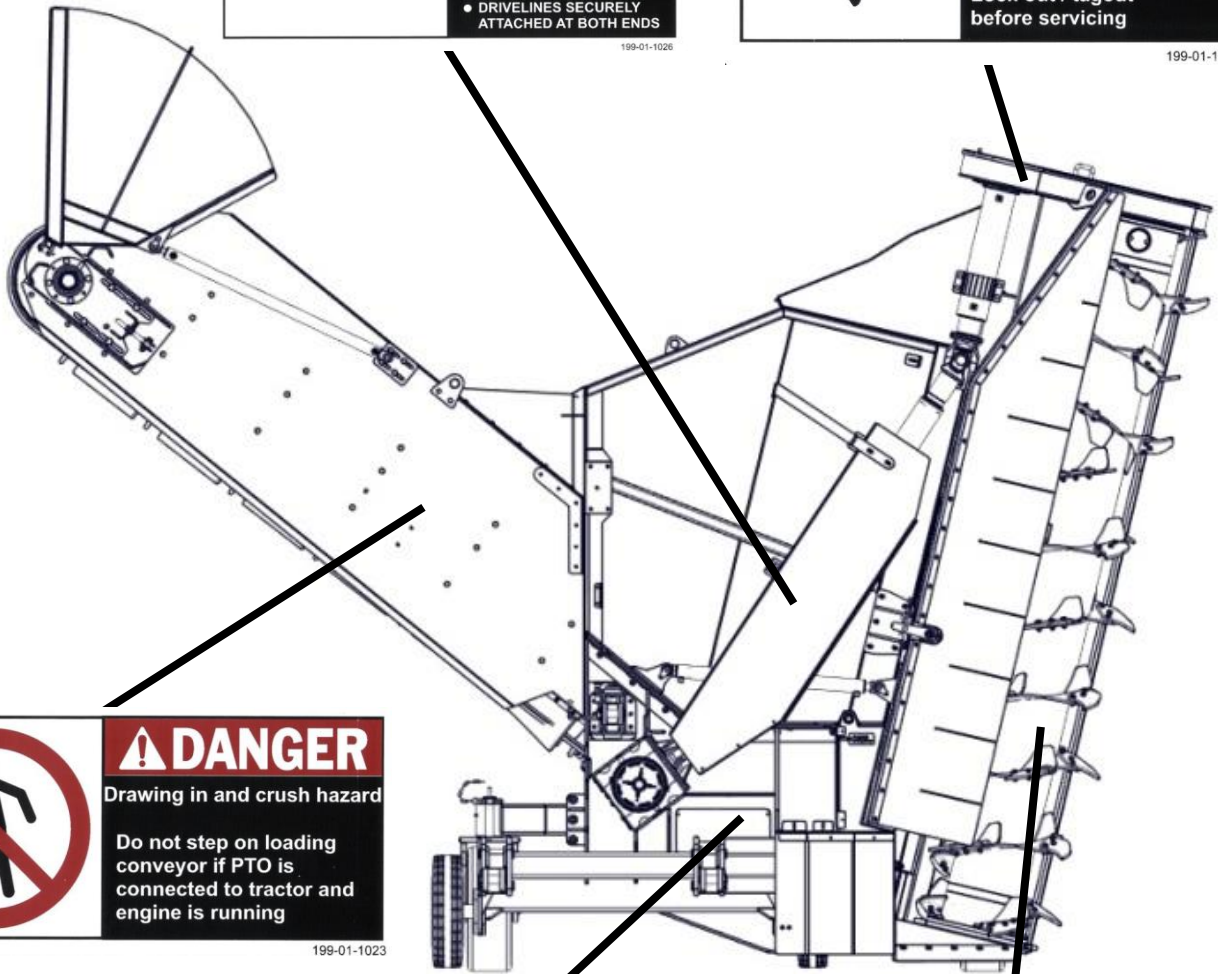 • DRIVELINES SECURELY
ATTACHED AT BOTH ENDS
199-01-1026
before servicing
199-01-1
DANGER
Drawing in and crush hazard
Do not step on loading
conveyor if PTO is
connected to tractor and
engine is running
199-01-1023